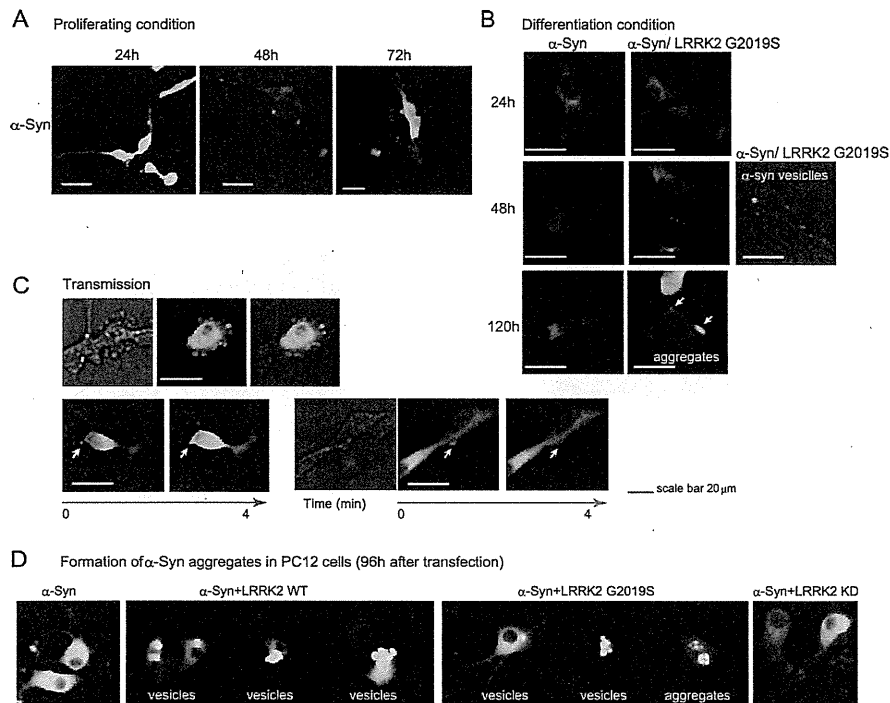 A Proliferating condition
24h 48h 72h
α-Syn
B Differentiation condition
α-Syn α-Syn/ LRRK2 G2019S
24h
α-Syn/ LRRK2 G2019S
α-syn vesiclles
48h
120h
aggregates
C Transmission
Time (min)
0 4
0 4
scale bar 20 μm
D Formation of α-Syn aggregates in PC12 cells (96h after transfection)
α-Syn α-Syn+LRRK2 WT α-Syn+LRRK2 G2019S α-Syn+LRRK2 KD
vesicles vesicles vesicles vesicles vesicles aggregates